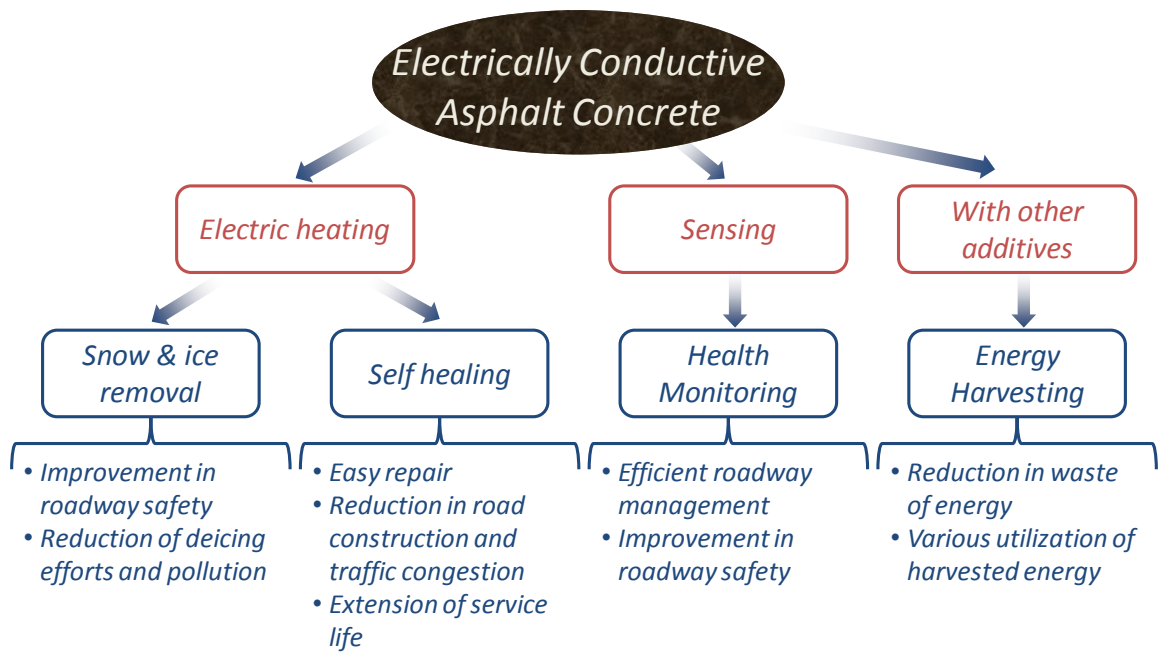 Electrically Conductive
Asphalt Concrete
Electric heating
Sensing
With other
additives
Snow & ice
removal
Self healing
Health
Monitoring
Energy
Harvesting
• Improvement in
roadway safety
• Reduction of deicing
efforts and pollution
• Easy repair
• Reduction in road
construction and
traffic congestion
• Extension of service
life
• Efficient roadway
management
• Improvement in
roadway safety
• Reduction in waste
of energy
• Various utilization of
harvested energy